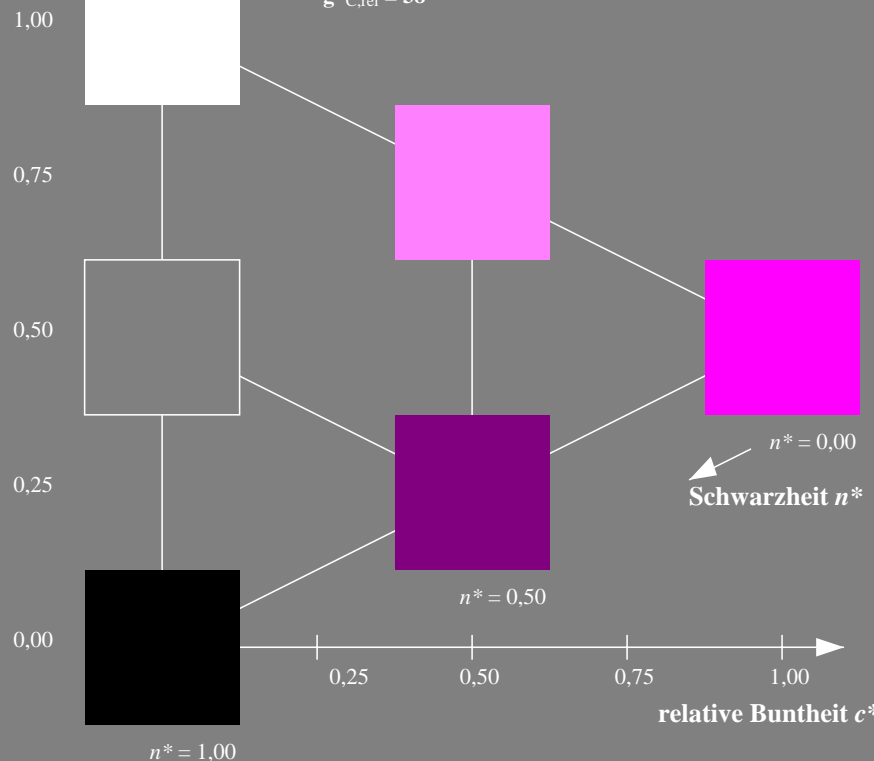 1,00
0,75
0,50
n* = 0,00
0,25
Schwarzheit n*
n* = 0,50
0,00
0,25 0,50 0,75 1,00
relative Buntheit c*
n* = 1,00